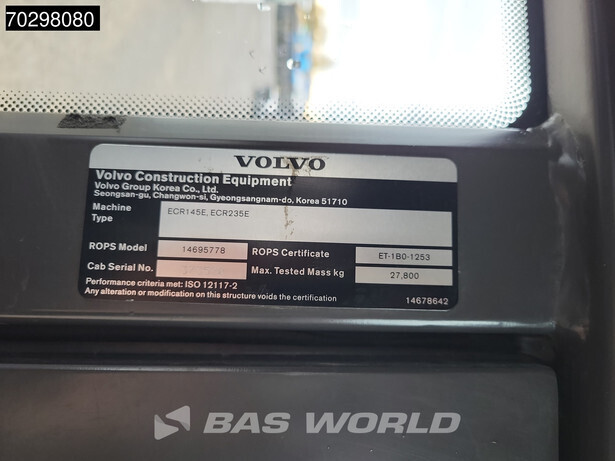 70298080
VOLVO
Volvo Construction Equipment
Volvo Group Korea Co., Ltd.
Seongsan-gu, Changwon-si, Gyeongsangnam-do, Korea 51710
Machine Type ECR145E, ECR235E
ROPS Model 14695778 ROPS Certificate ET-1B0-1253
Cab Serial No. Max. Tested Mass kg 27,800
Performance criteria met: ISO 12117-2
Any alteration or modification on this structure voids the certification 14678642
BAS WORLD